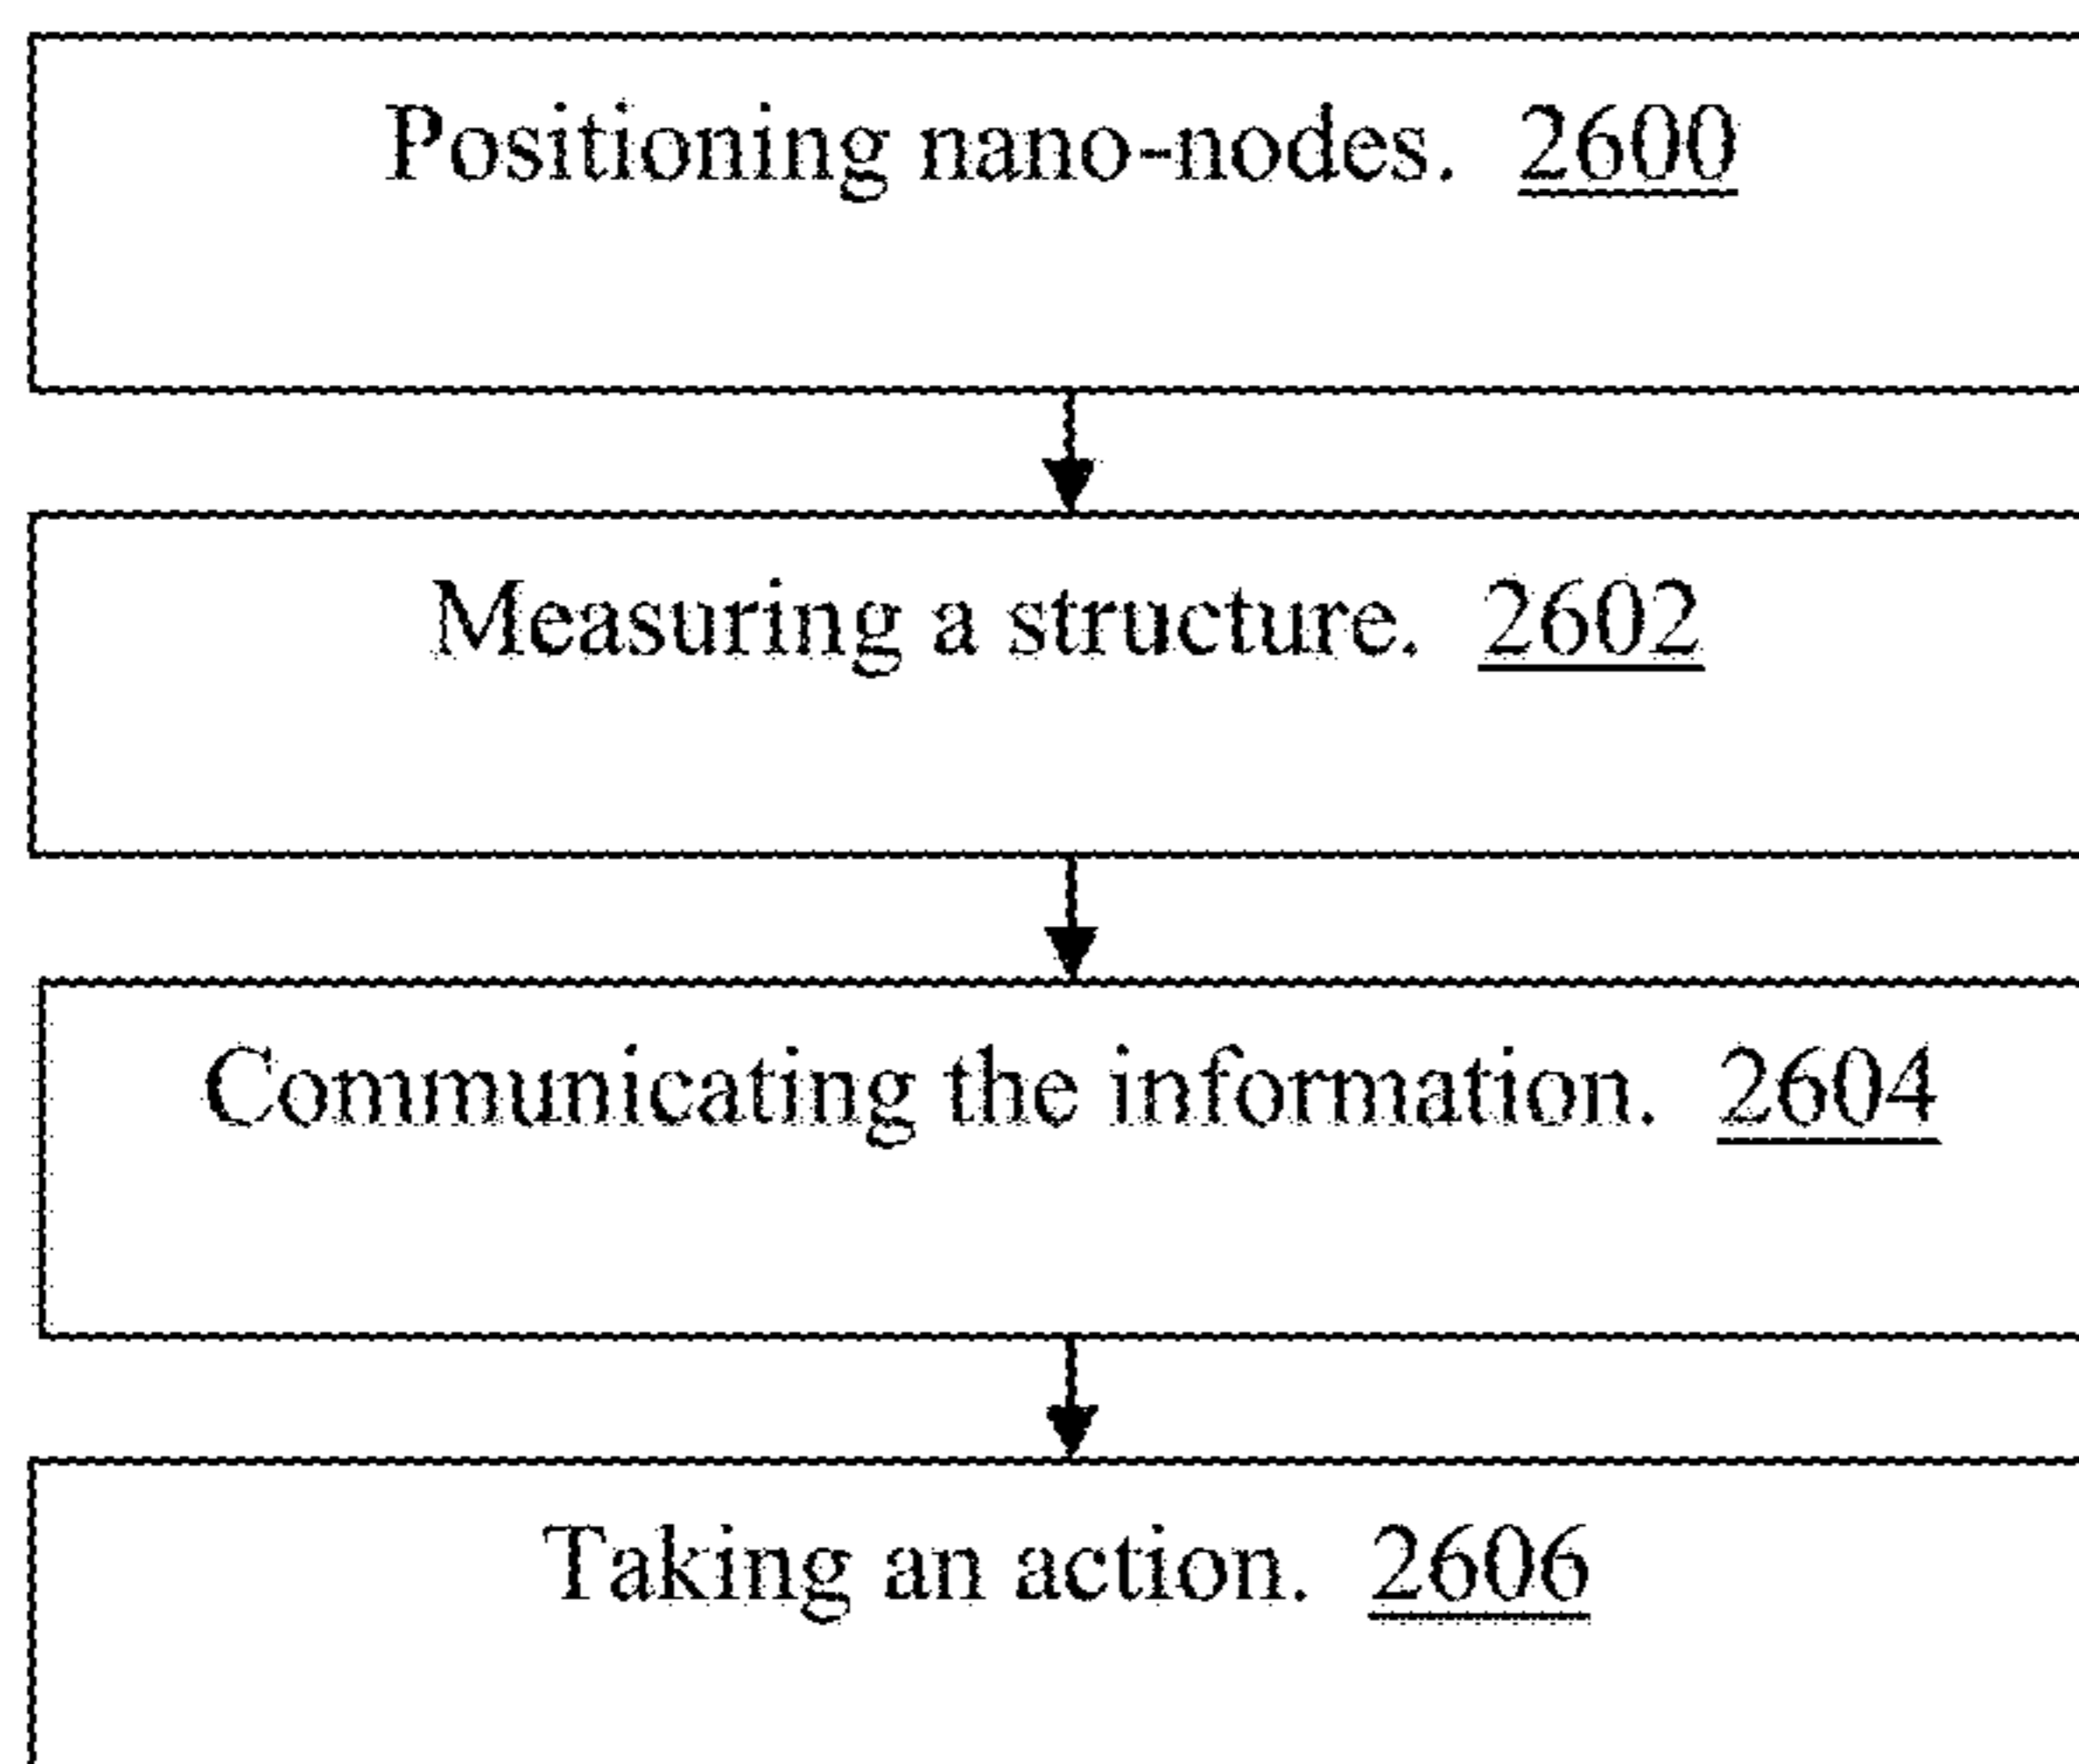 Positioning nano-nodes. 2600
Measuring a structure. 2602
Communicating the information. 2604
Taking an action. 2606